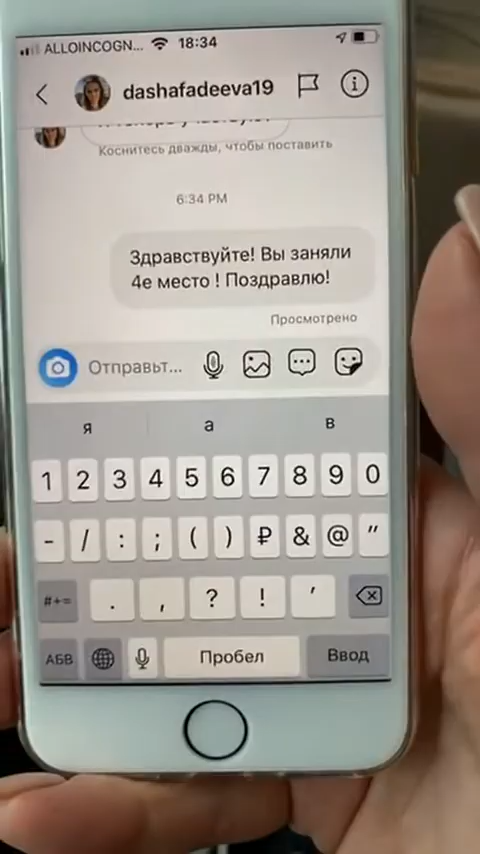 ALLOINCOGN... 18:34
dashafadeeva19
Коснитесь дважды, чтобы поставить
6:34 PM
Здравствуйте! Вы заняли
4е место ! Поздравлю!
Просмотрено
Отправьт...
я а в
1 2 3 4 5 6 7 8 9 0
- / : ; ( ) ₽ & @ "
#+= . , ? ! '
АБВ Пробел Ввод